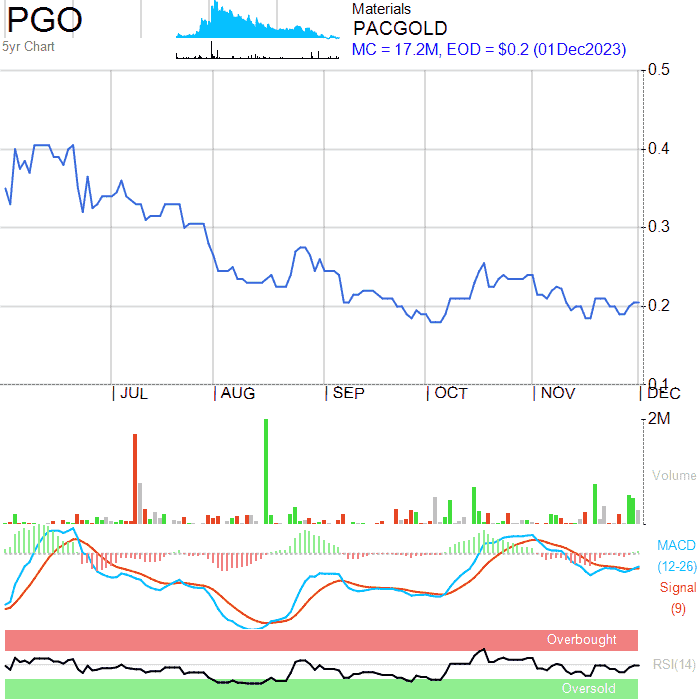 PGO
5yr Chart
Materials
PACGOLD
MC = 17.2M, EOD = $0.2 (01Dec2023)
0.5
0.4
0.3
0.2
0.1
JUL AUG SEP OCT NOV DEC
2M
Volume
MACD
(12-26)
Signal
(9)
Overbought
RSI(14)
Oversold